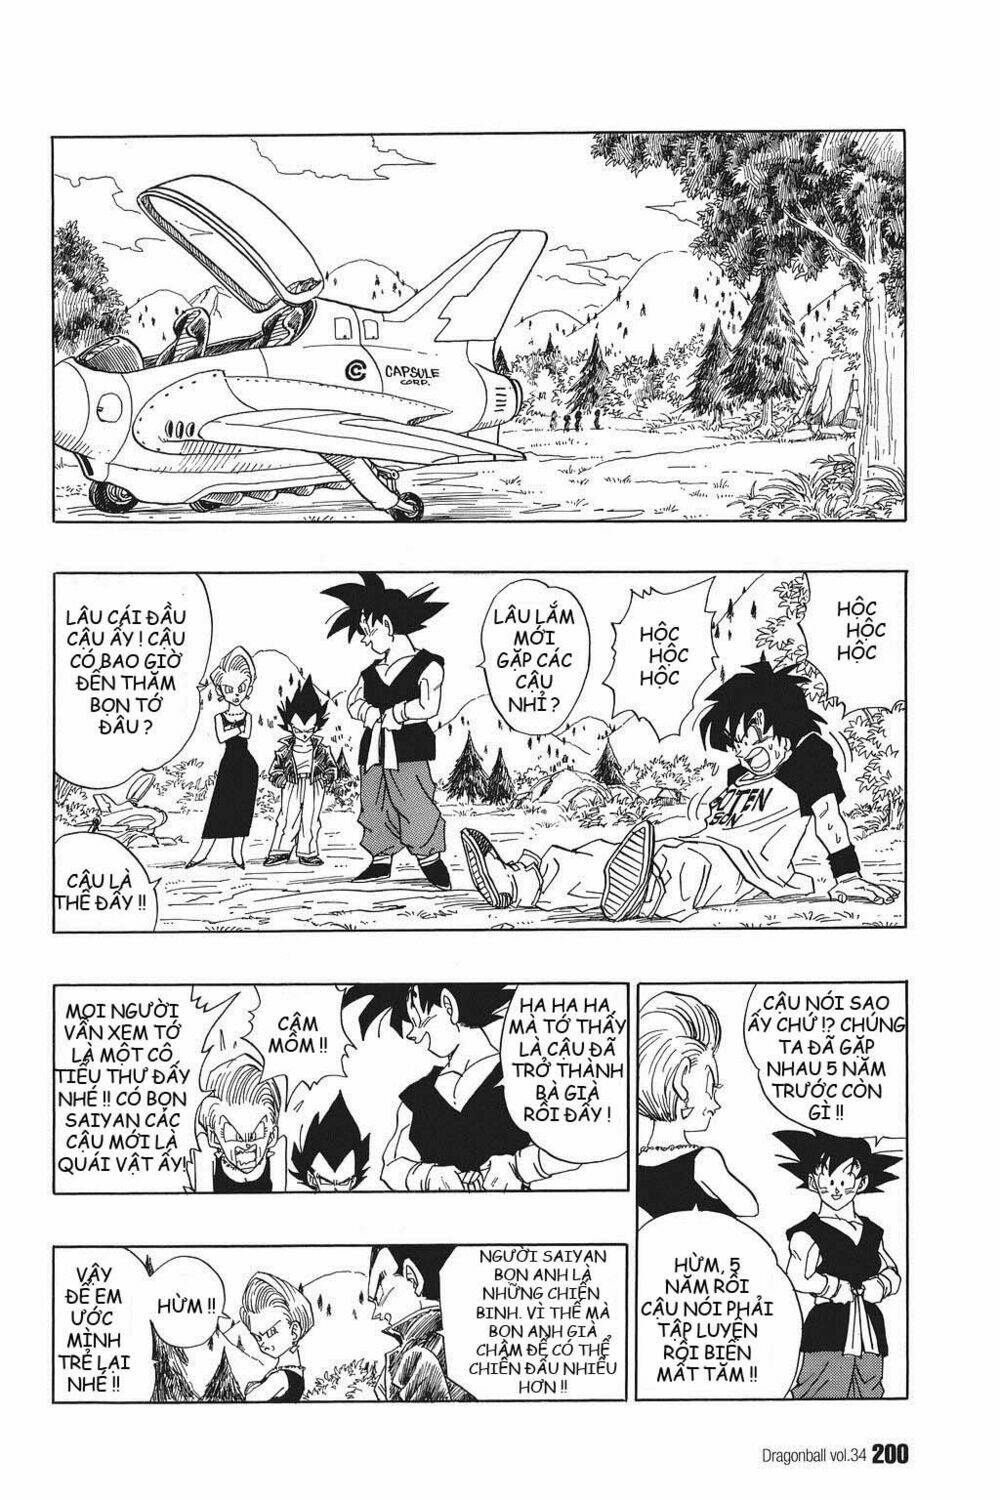 CAPSULE
CORP.
LÂU CÁI ĐẦU
CẬU ẤY! CẬU
CÓ BAO GIỜ
ĐẾN THĂM
BỌN TỚ
ĐÂU?
CẬU LÀ
THẾ ĐẤY!!
LÂU LẮM
MỚI
GẶP CÁC
CẬU
NHỈ?
HỘC
HỘC
HỘC
HỘC
HỘC
HỘC
MỌI NGƯỜI
VẪN XEM TỚ
LÀ MỘT CÔ
TIỂU THƯ ĐẤY
NHÉ!! CÓ BỌN
SAIYAN CÁC
CẬU MỚI LÀ
QUÁI VẬT ẤY!
CÂM
MỒM!!
HA HA HA,
MÀ TỚ THẤY
LÀ CẬU ĐÃ
TRỞ THÀNH
BÀ GIÀ
RỒI ĐẤY!
CẬU NÓI SAO
ẤY CHỨ!? CHÚNG
TA ĐÃ GẶP
NHAU 5 NĂM
TRƯỚC CÒN
GÌ!!
HỪM, 5
NĂM RỒI
CẬU NÓI PHẢI
TẬP LUYỆN
RỒI BIẾN
MẤT TĂM!!
VẬY
ĐỂ EM
ƯỚC
MÌNH
TRẺ LẠI
NHÉ!!
HỪM!!
NGƯỜI SAIYAN
BỌN ANH LÀ
NHỮNG CHIẾN
BINH. VÌ THẾ MÀ
BỌN ANH GIÀ
CHẬM ĐỂ CÓ THỂ
CHIẾN ĐẤU NHIỀU
HƠN!!
Dragonball vol.34 200